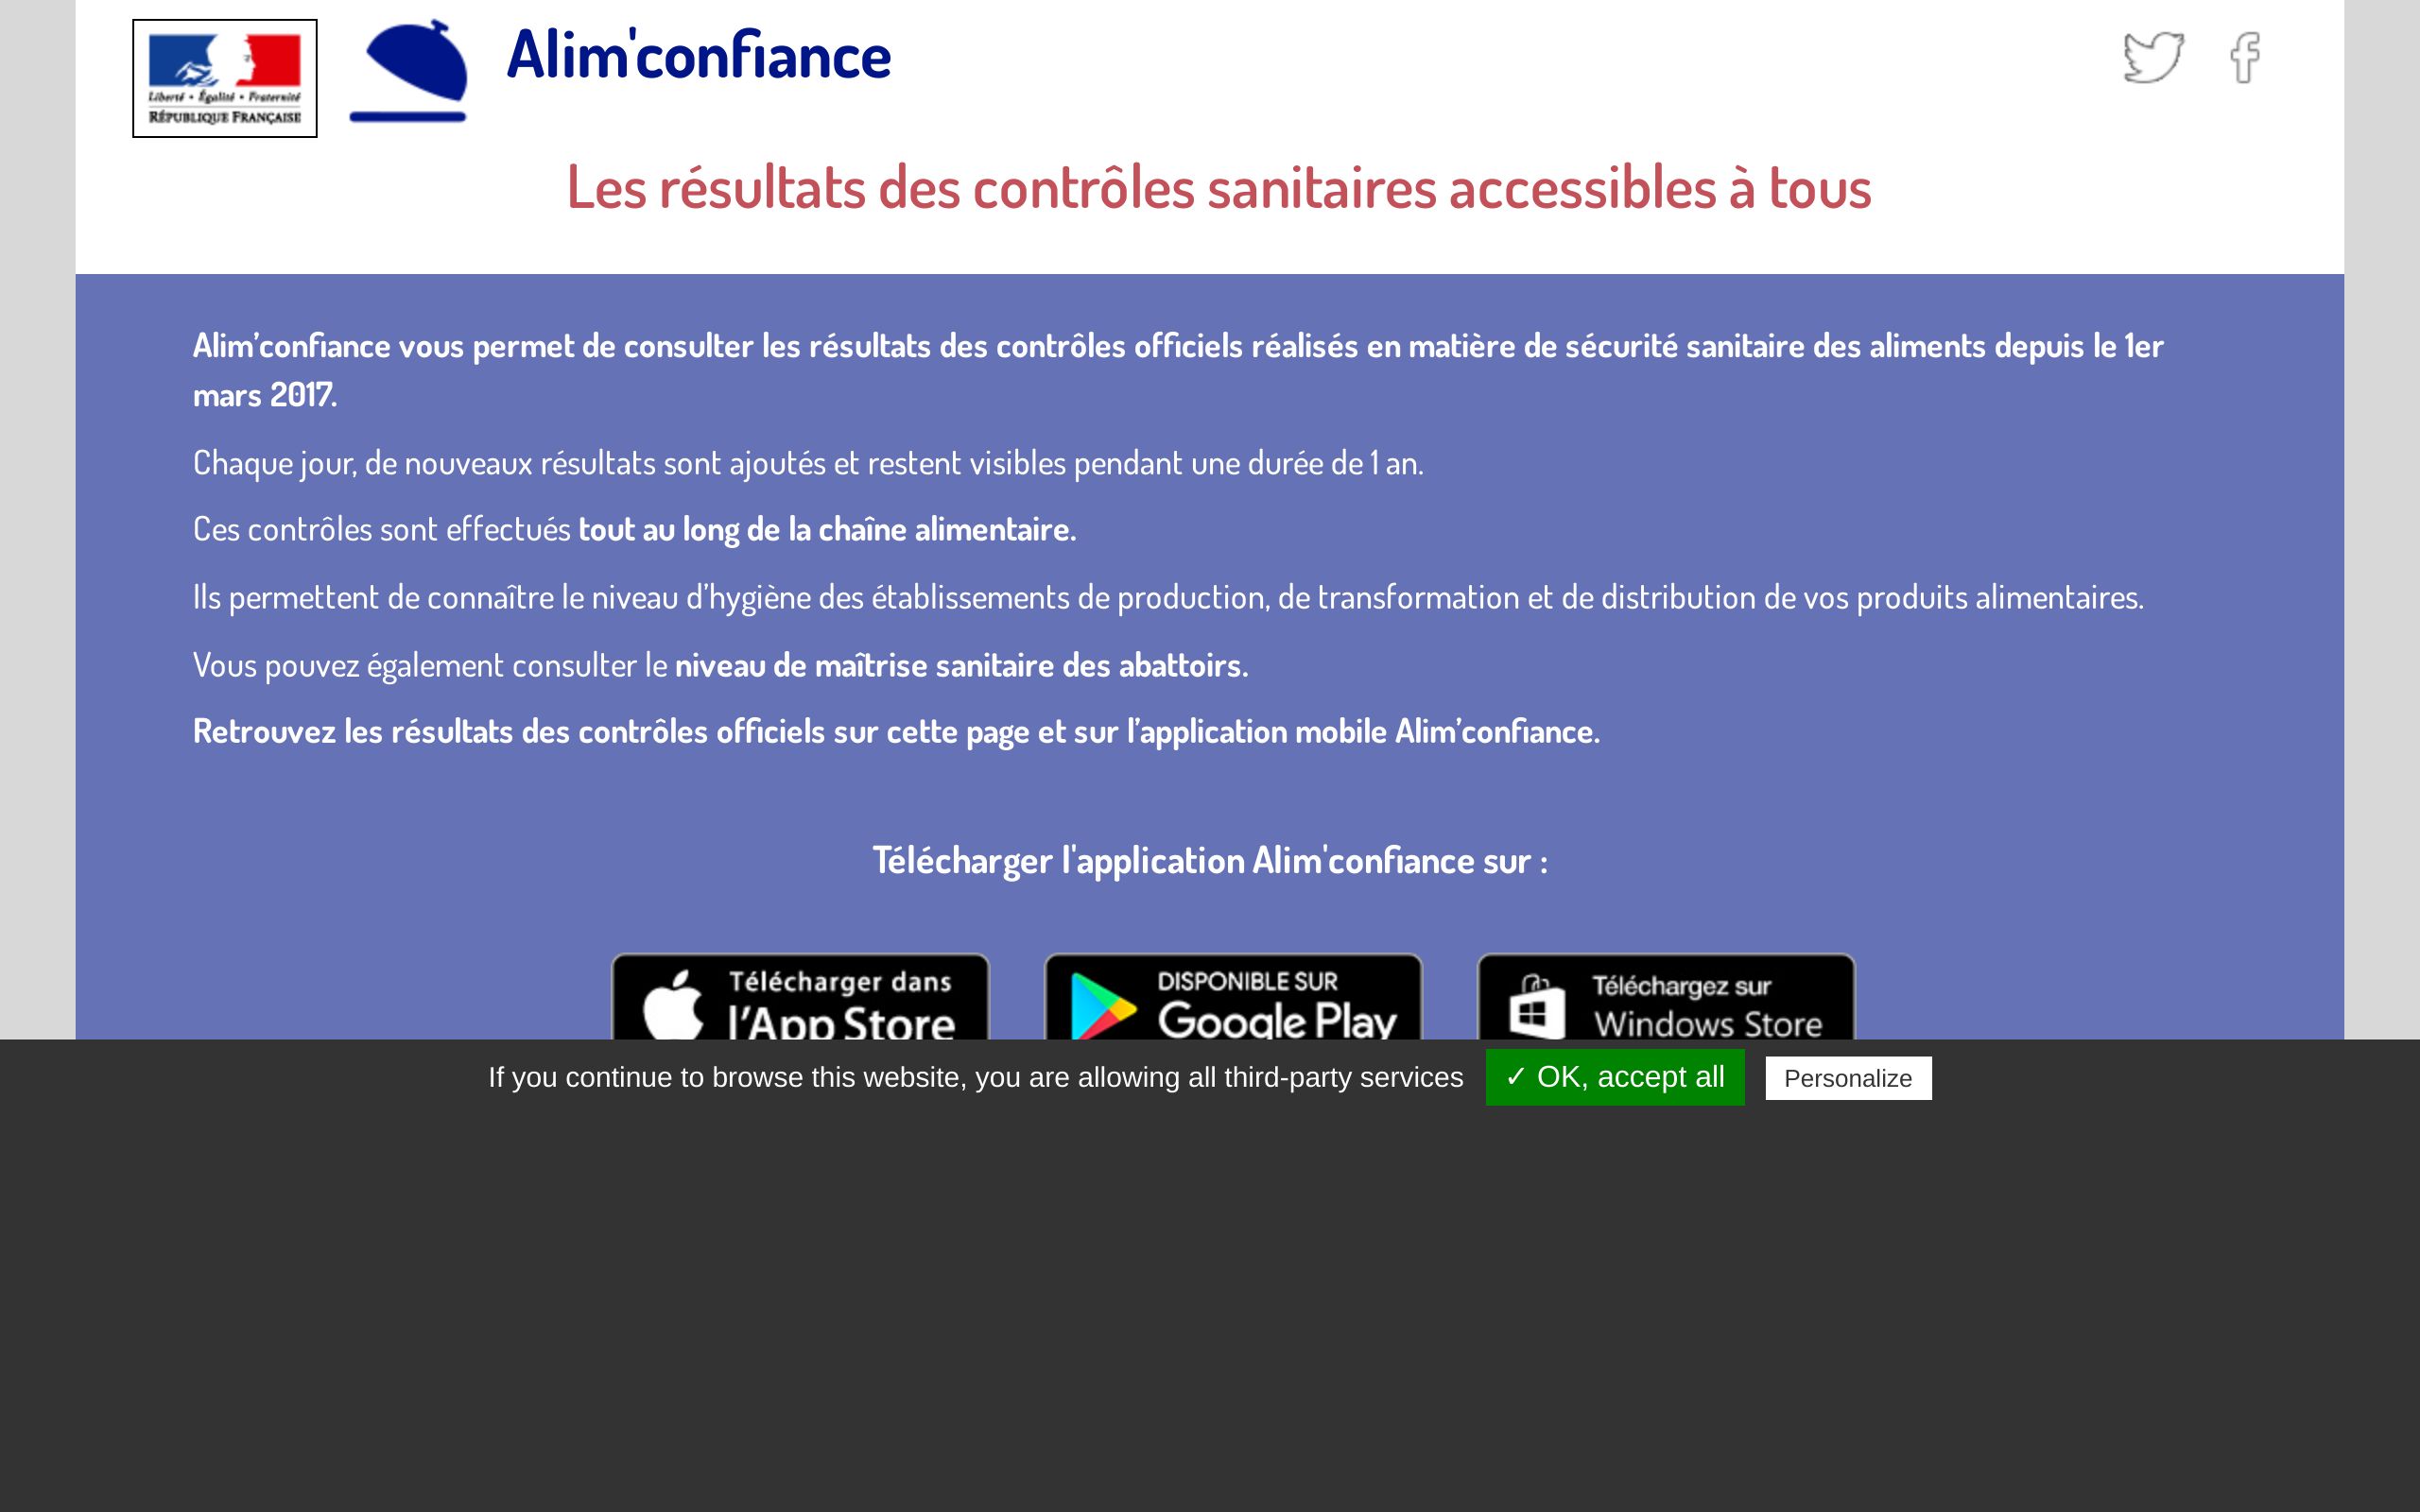 Liberté • Égalité • Fraternité
RÉPUBLIQUE FRANÇAISE
Alim'confiance
Les résultats des contrôles sanitaires accessibles à tous
Alim’confiance vous permet de consulter les résultats des contrôles officiels réalisés en matière de sécurité sanitaire des aliments depuis le 1er
mars 2017.
Chaque jour, de nouveaux résultats sont ajoutés et restent visibles pendant une durée de 1 an.
Ces contrôles sont effectués tout au long de la chaîne alimentaire.
Ils permettent de connaître le niveau d’hygiène des établissements de production, de transformation et de distribution de vos produits alimentaires.
Vous pouvez également consulter le niveau de maîtrise sanitaire des abattoirs.
Retrouvez les résultats des contrôles officiels sur cette page et sur l’application mobile Alim’confiance.
Télécharger l'application Alim'confiance sur :
Télécharger dans
l’App Store
DISPONIBLE SUR
Google Play
Téléchargez sur
Windows Store
If you continue to browse this website, you are allowing all third-party services
✓ OK, accept all
Personalize